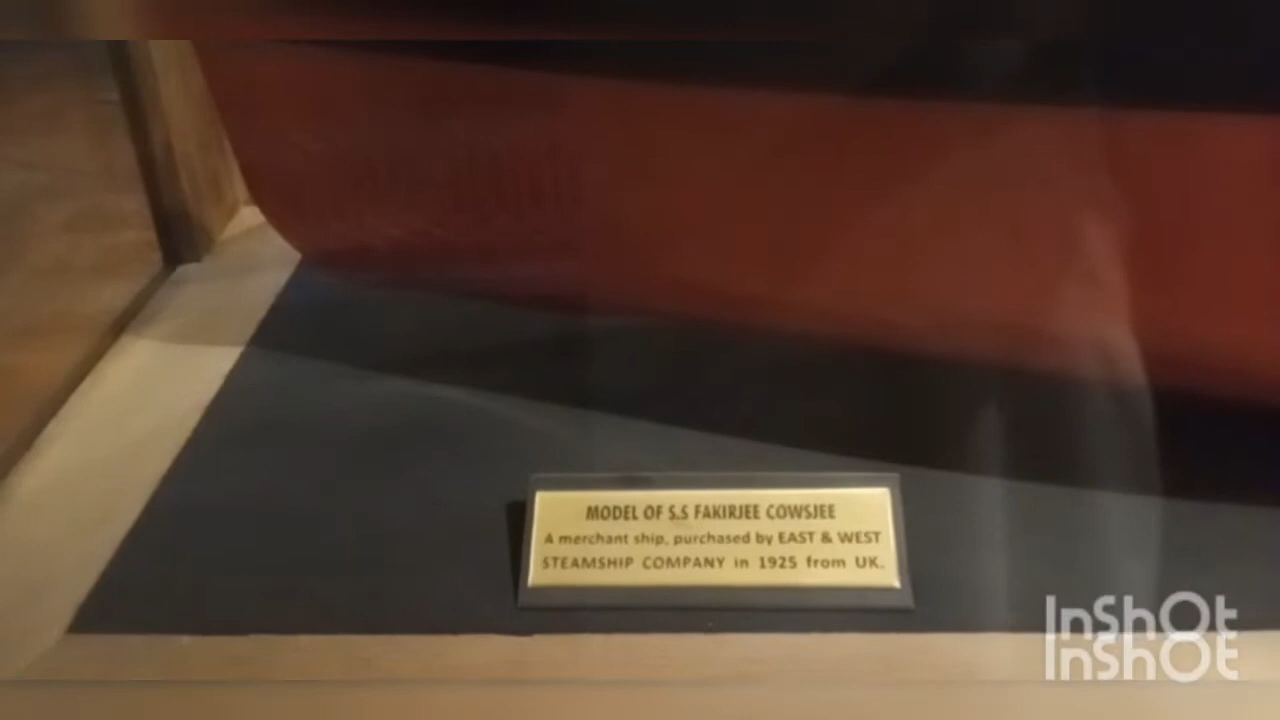 MODEL OF S.S FAKIRJEE COWSJEE
A merchant ship, purchased by EAST & WEST
STEAMSHIP COMPANY in 1925 from UK.
InShOt
InShOt